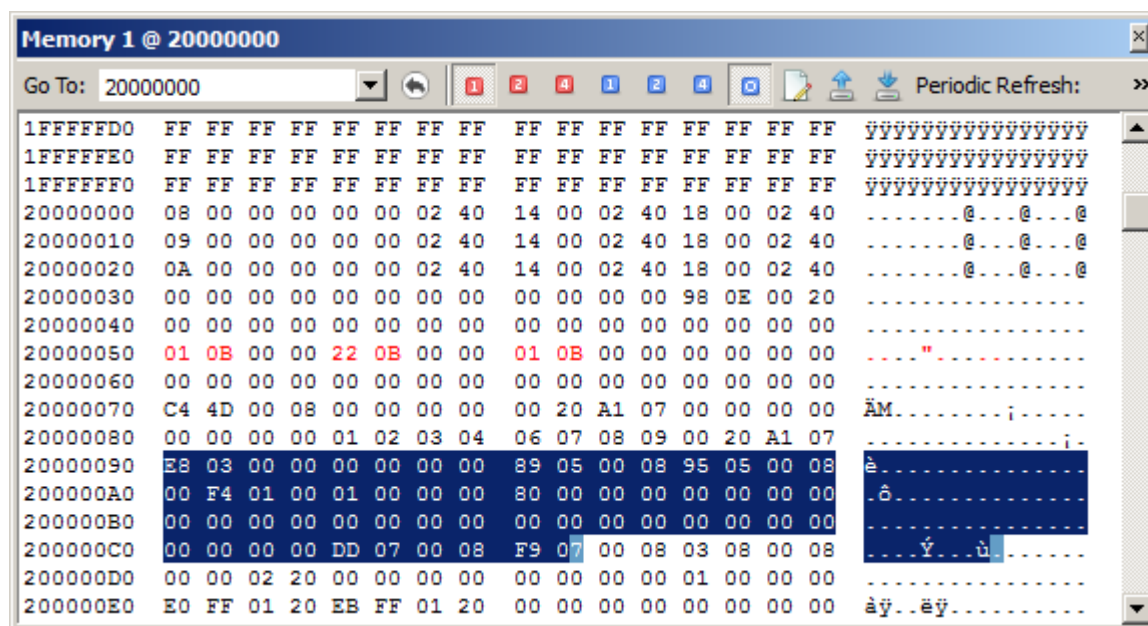 Memory 1 @ 20000000
Go To: 20000000 1 2 4 1 2 4 Periodic Refresh: »
1FFFFFD0 FF FF FF FF FF FF FF FF FF FF FF FF FF FF FF FF ÿÿÿÿÿÿÿÿÿÿÿÿÿÿÿÿ
1FFFFFE0 FF FF FF FF FF FF FF FF FF FF FF FF FF FF FF FF ÿÿÿÿÿÿÿÿÿÿÿÿÿÿÿÿ
1FFFFFF0 FF FF FF FF FF FF FF FF FF FF FF FF FF FF FF FF ÿÿÿÿÿÿÿÿÿÿÿÿÿÿÿÿ
20000000 08 00 00 00 00 00 02 40 14 00 02 40 18 00 02 40 .......@...@...@
20000010 09 00 00 00 00 00 02 40 14 00 02 40 18 00 02 40 .......@...@...@
20000020 0A 00 00 00 00 00 02 40 14 00 02 40 18 00 02 40 .......@...@...@
20000030 00 00 00 00 00 00 00 00 00 00 00 00 98 0E 00 20 ................
20000040 00 00 00 00 00 00 00 00 00 00 00 00 00 00 00 00 ................
20000050 01 0B 00 00 22 0B 00 00 01 0B 00 00 00 00 00 00 ...."...........
20000060 00 00 00 00 00 00 00 00 00 00 00 00 00 00 00 00 ................
20000070 C4 4D 00 08 00 00 00 00 00 20 A1 07 00 00 00 00 ÄM........¡.....
20000080 00 00 00 00 01 02 03 04 06 07 08 09 00 20 A1 07 ..............¡.
20000090 E8 03 00 00 00 00 00 00 89 05 00 08 95 05 00 08 è...............
200000A0 00 F4 01 00 01 00 00 00 80 00 00 00 00 00 00 00 .ô..............
200000B0 00 00 00 00 00 00 00 00 00 00 00 00 00 00 00 00 ................
200000C0 00 00 00 00 DD 07 00 08 F9 07 00 08 03 08 00 08 ....Ý...ù.......
200000D0 00 00 02 20 00 00 00 00 00 00 00 00 01 00 00 00 ................
200000E0 E0 FF 01 20 EB FF 01 20 00 00 00 00 00 00 00 00 àÿ..ëÿ..........